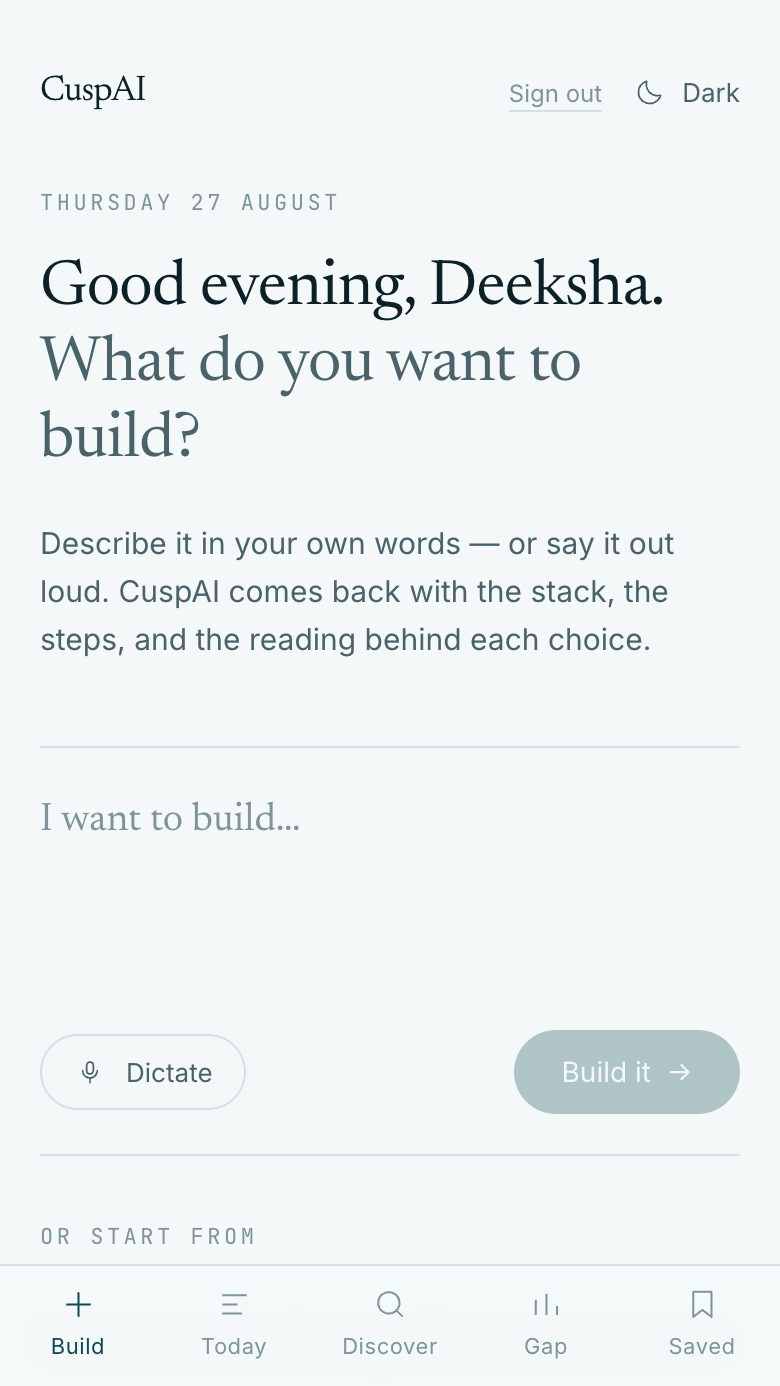 CuspAI
Sign out
Dark
THURSDAY 27 AUGUST
Good evening, Deeksha.
What do you want to
build?
Describe it in your own words — or say it out
loud. CuspAI comes back with the stack, the
steps, and the reading behind each choice.
I want to build...
Dictate
Build it →
OR START FROM
Build
Today
Discover
Gap
Saved